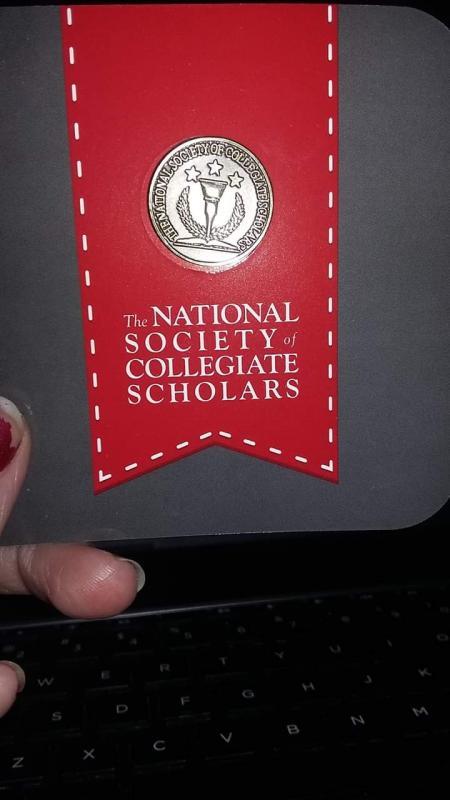 THE NATIONAL SOCIETY OF COLLEGIATE SCHOLARS
The NATIONAL
SOCIETY of
COLLEGIATE
SCHOLARS
W E R T Y U I O
S D F G H J K
Z X C V B N M